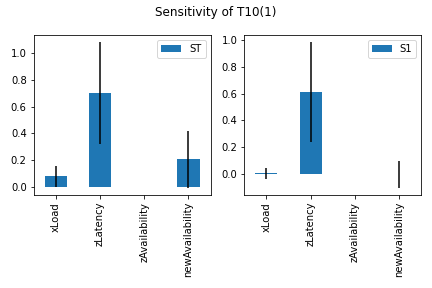 Sensitivity of T10(1)
ST
1.0
0.8
0.6
0.4
0.2
0.0
xLoad
zLatency
zAvailability
newAvailability
S1
1.0
0.8
0.6
0.4
0.2
0.0
xLoad
zLatency
zAvailability
newAvailability